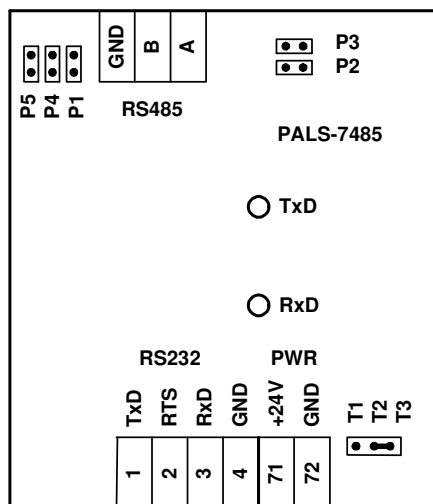 GND B A
P3
P2
P5 P4 P1
RS485
PALS-7485
TxD
RxD
RS232 PWR
TxD RTS RxD GND +24V GND T1 T2 T3
1 2 3 4 71 72